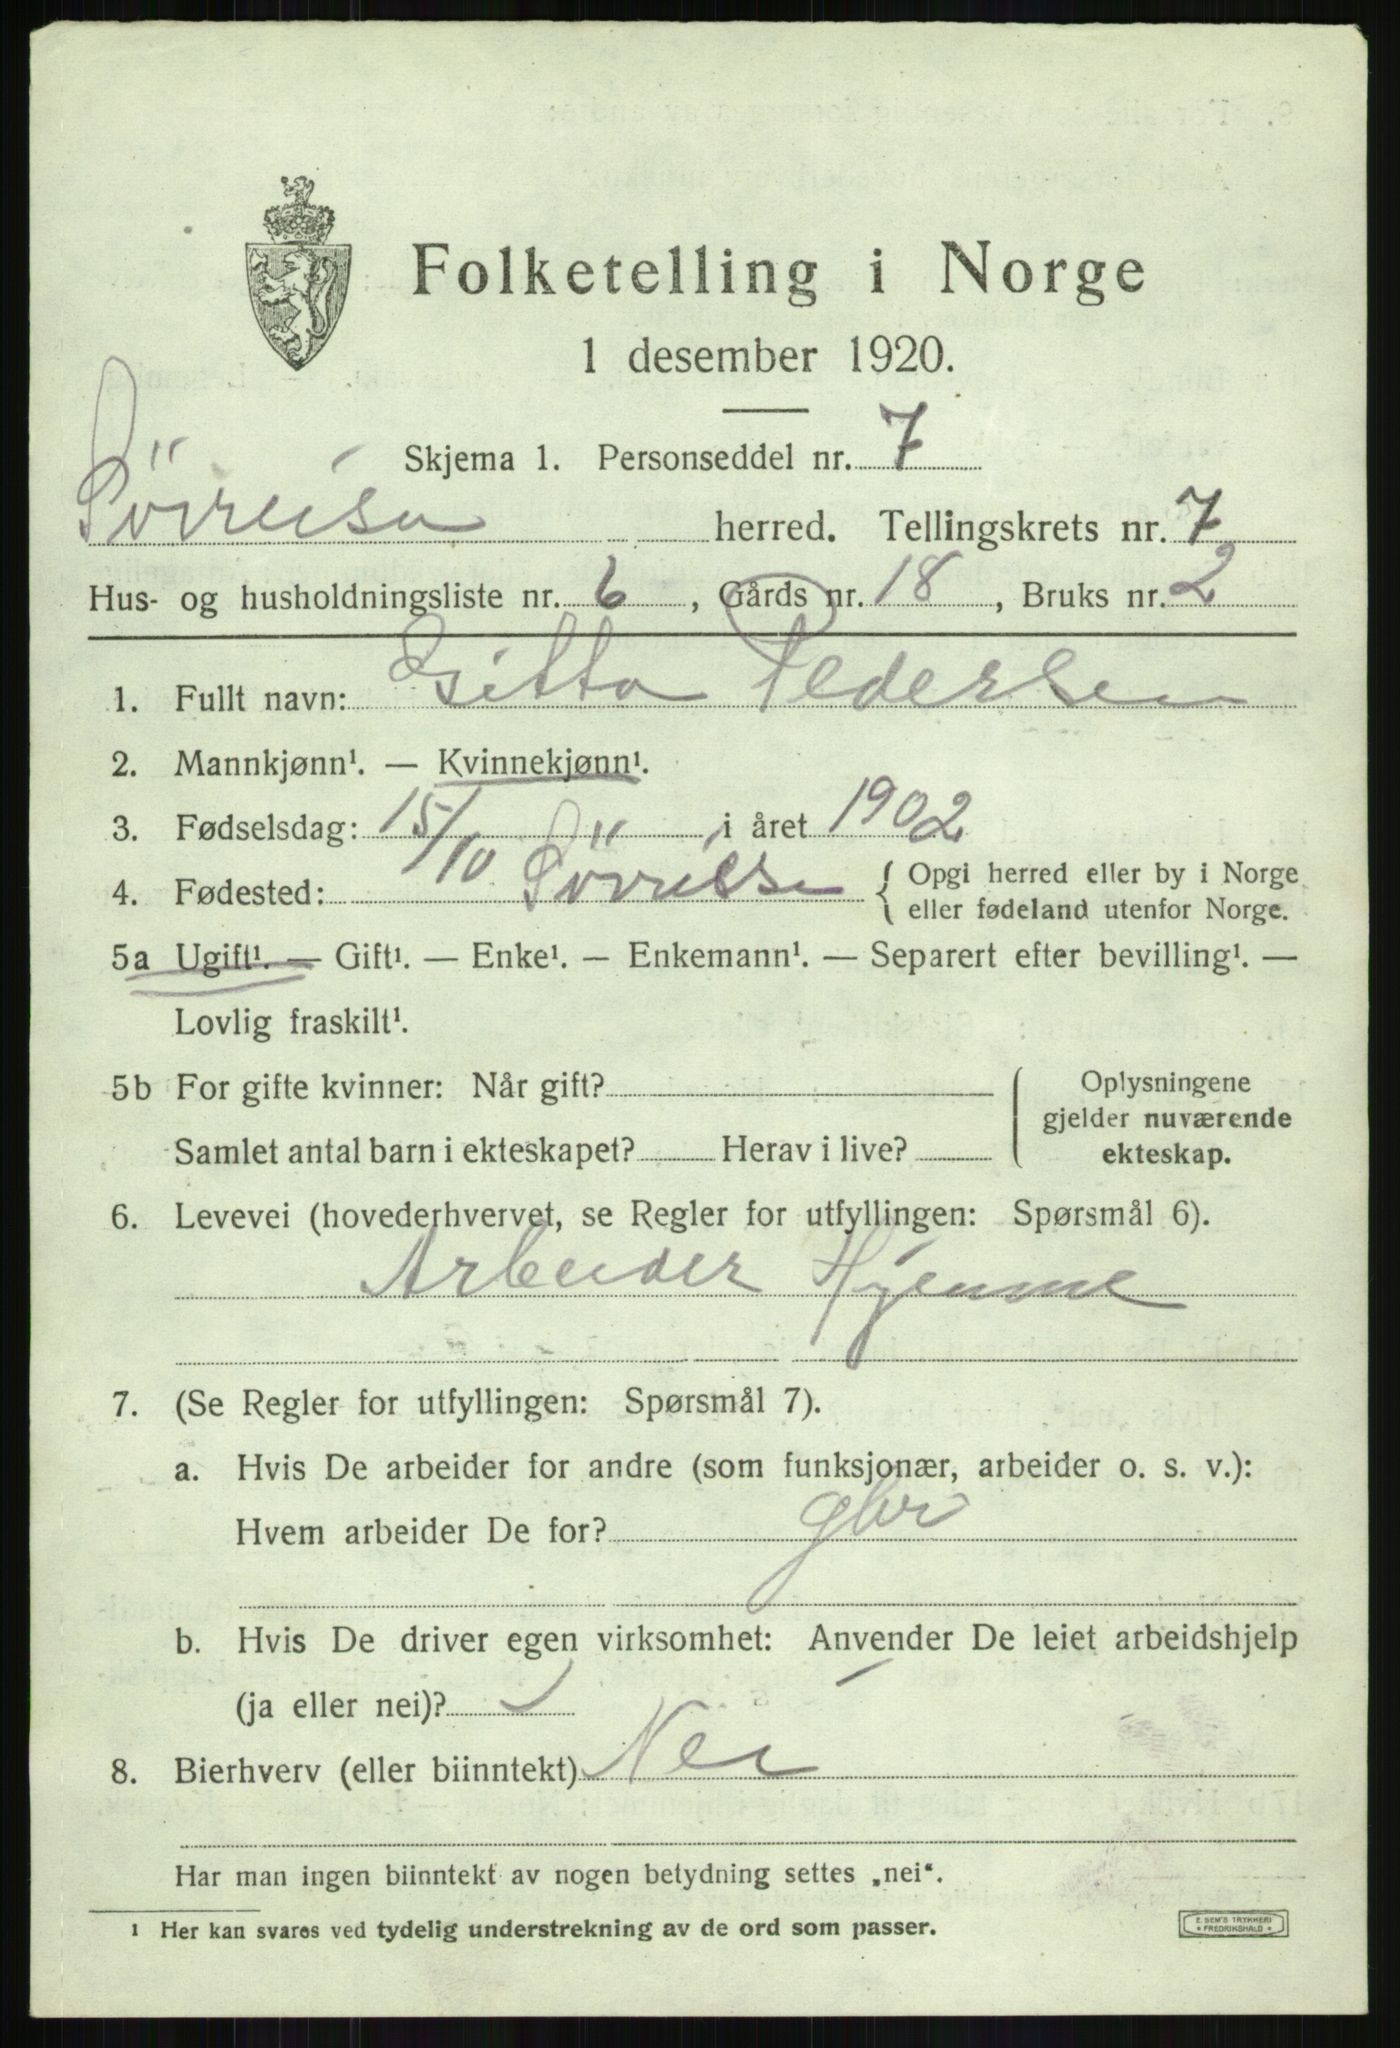 Folketelling i Norge
1 desember 1920.
Skjema 1. Personseddel nr. 7
Sörreisa herred. Tellingskrets nr. 7
Hus- og husholdningsliste nr. 6, Gårds nr. 18, Bruks nr. 2
1. Fullt navn: Gitta Pedersen
2. Mannkjønn¹. — Kvinnekjønn¹.
3. Fødselsdag: 15/10 i året 1902
4. Fødested: Sörreisa { Opgi herred eller by i Norge
eller fødeland utenfor Norge.
5a Ugift¹. — Gift¹. — Enke¹. — Enkemann¹. — Separert efter bevilling¹. —
Lovlig fraskilt¹.
5b For gifte kvinner: Når gift?
Samlet antal barn i ekteskapet? Herav i live?
Oplysningene
gjelder nuværende
ekteskap.
6. Levevei (hovederhvervet, se Regler for utfyllingen: Spørsmål 6).
Arbeider Hjemme
7. (Se Regler for utfyllingen: Spørsmål 7).
a. Hvis De arbeider for andre (som funksjonær, arbeider o. s. v.):
Hvem arbeider De for? gbr
b. Hvis De driver egen virksomhet: Anvender De leiet arbeidshjelp
(ja eller nei)?
8. Bierhverv (eller biinntekt) Nei
Har man ingen biinntekt av nogen betydning settes „nei“.
¹ Her kan svares ved tydelig understrekning av de ord som passer.
E. SEM'S TRYKKERI
* FREDRIKSHALD *